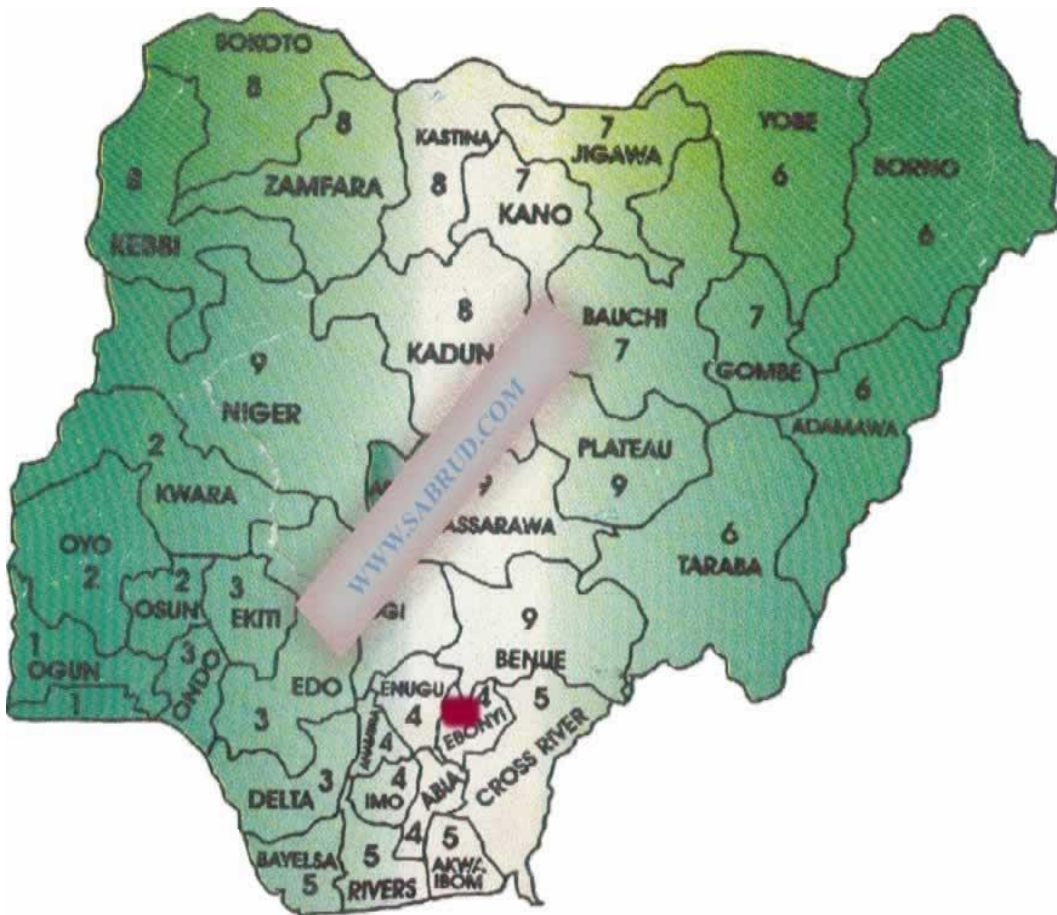 SOKOTO
8
8
ZAMFARA
KASTINA
8
7
JIGAWA
7
KANO
YOBE
6
BORNO
6
8
KEBBI
8
KADUN
BAUCHI
7
7
GOMBE
6
ADAMAWA
9
NIGER
PLATEAU
9
9
ASSARAWA
2
KWARA
6
TARABA
WWW.SABRUD.COM
OYO
2
2
OSUN
3
EKITI
GI
9
BENUE
1
OGUN
1
3
ONDO
EDO
3
ENUGU
4
4
EBONYI
5
CROSS RIVER
ANAMBRA
4
4
IMO
ABIA
4
DELTA
3
BAYELSA
5
5
RIVERS
5
AKWA
IBOM